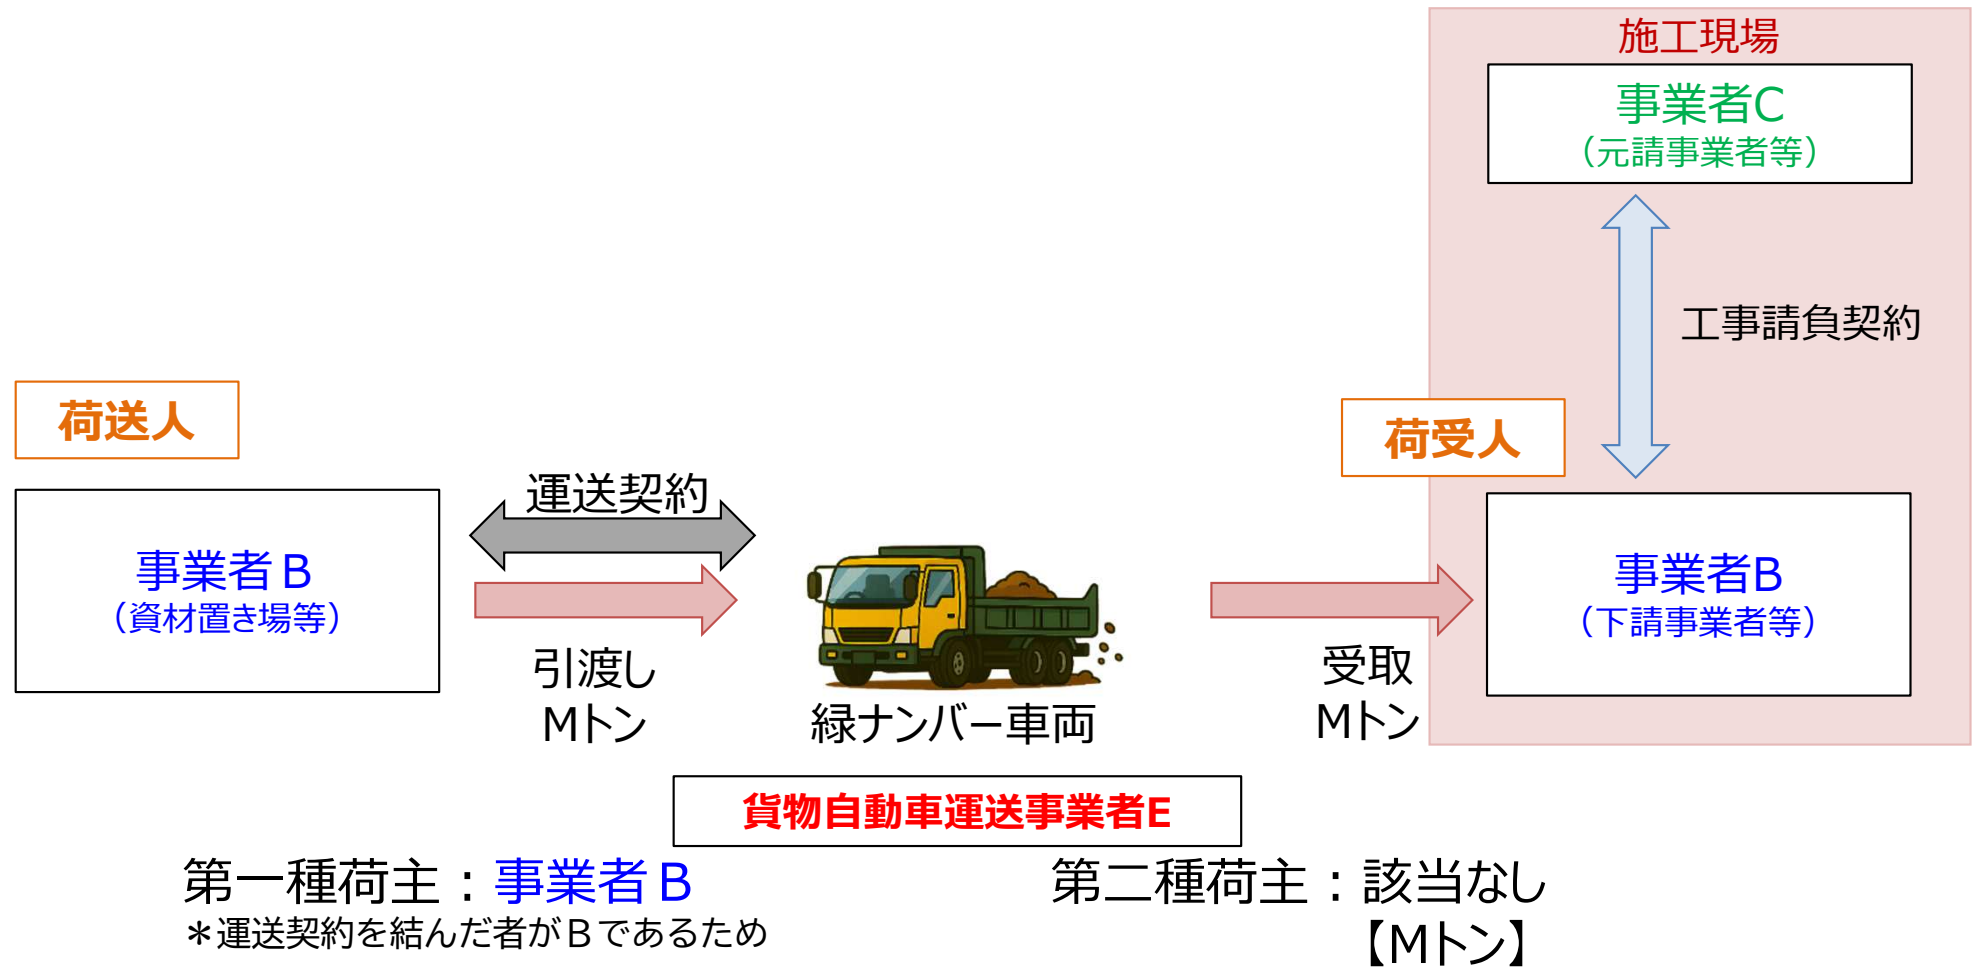 施工現場
事業者C
（元請事業者等）
工事請負契約
荷送人
荷受人
運送契約
事業者Ｂ
（資材置き場等）
事業者B
（下請事業者等）
引渡し
Mトン
受取
Mトン
緑ナンバー車両
貨物自動車運送事業者E
第一種荷主：事業者Ｂ
＊運送契約を結んだ者がＢであるため
第二種荷主：該当なし
【Mトン】